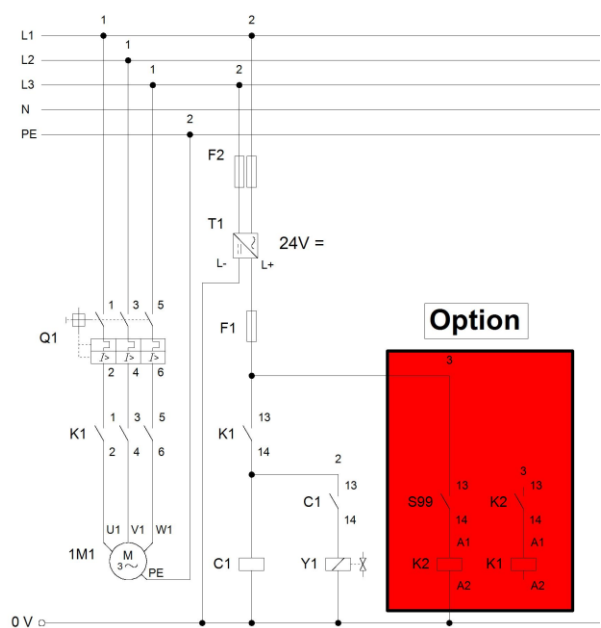 1
2
L1
1
L2
1
2
L3
N
2
PE
F2
T1
24V =
L-
L+
Option
1
3
5
F1
Q1
I>
I>
I>
2
4
6
3
1
3
5
13
K1
K1
2
4
6
14
2
3
13
13
13
C1
S99
K2
14
14
14
U1
V1
W1
A1
A1
1M1
M
3
C1
Y1
K2
K1
PE
A2
A2
0 V